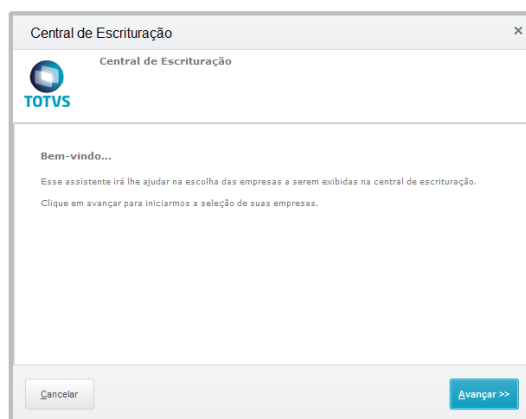 Central de Escrituração ×
Central de Escrituração
TOTVS
Bem-vindo...
Esse assistente irá lhe ajudar na escolha das empresas a serem exibidas na central de escrituração.
Clique em avançar para iniciarmos a seleção de suas empresas.
Cancelar
Avançar >>